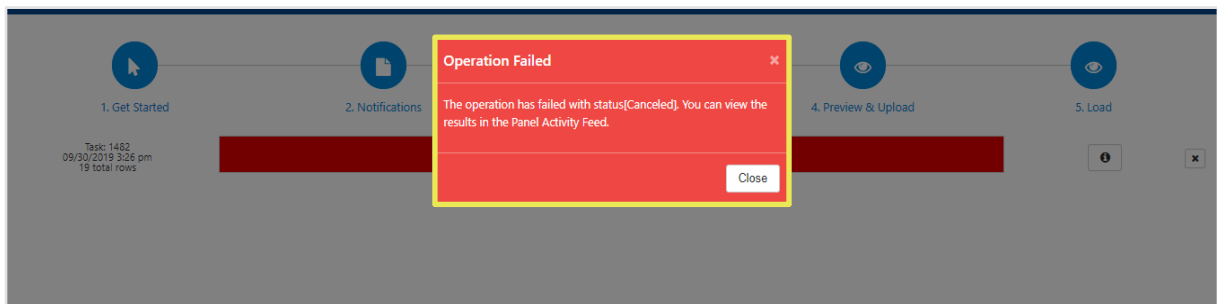 Operation Failed
×
1. Get Started
2. Notifications
The operation has failed with status[Canceled]. You can view the
results in the Panel Activity Feed.
4. Preview & Upload
5. Load
Task: 1482
09/30/2019 3:26 pm
19 total rows
Close